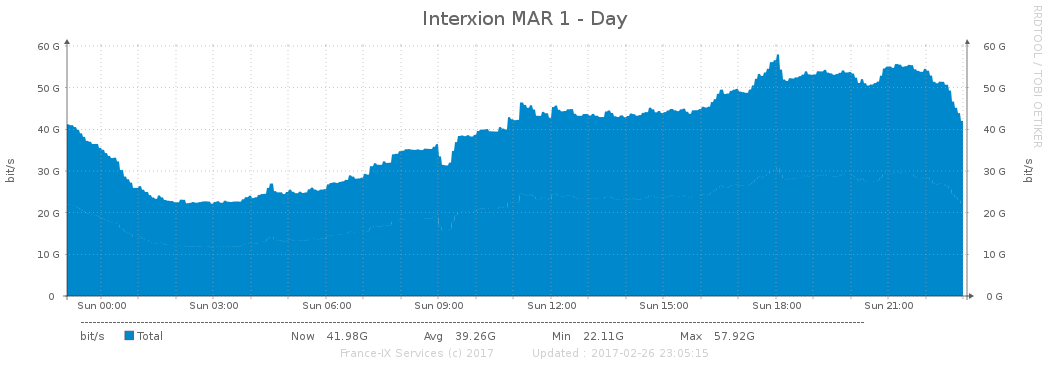 Interxion MAR 1 - Day
RRDTOOL / TOBI OETIKER
60 G 60 G
50 G 50 G
40 G 40 G
30 G 30 G
20 G 20 G
10 G 10 G
0 0 G
bit/s
bit/s
Sun 00:00 Sun 03:00 Sun 06:00 Sun 09:00 Sun 12:00 Sun 15:00 Sun 18:00 Sun 21:00
bit/s Total Now 41.98G Avg 39.26G Min 22.11G Max 57.92G
France-IX Services (c) 2017 Updated : 2017-02-26 23:05:15